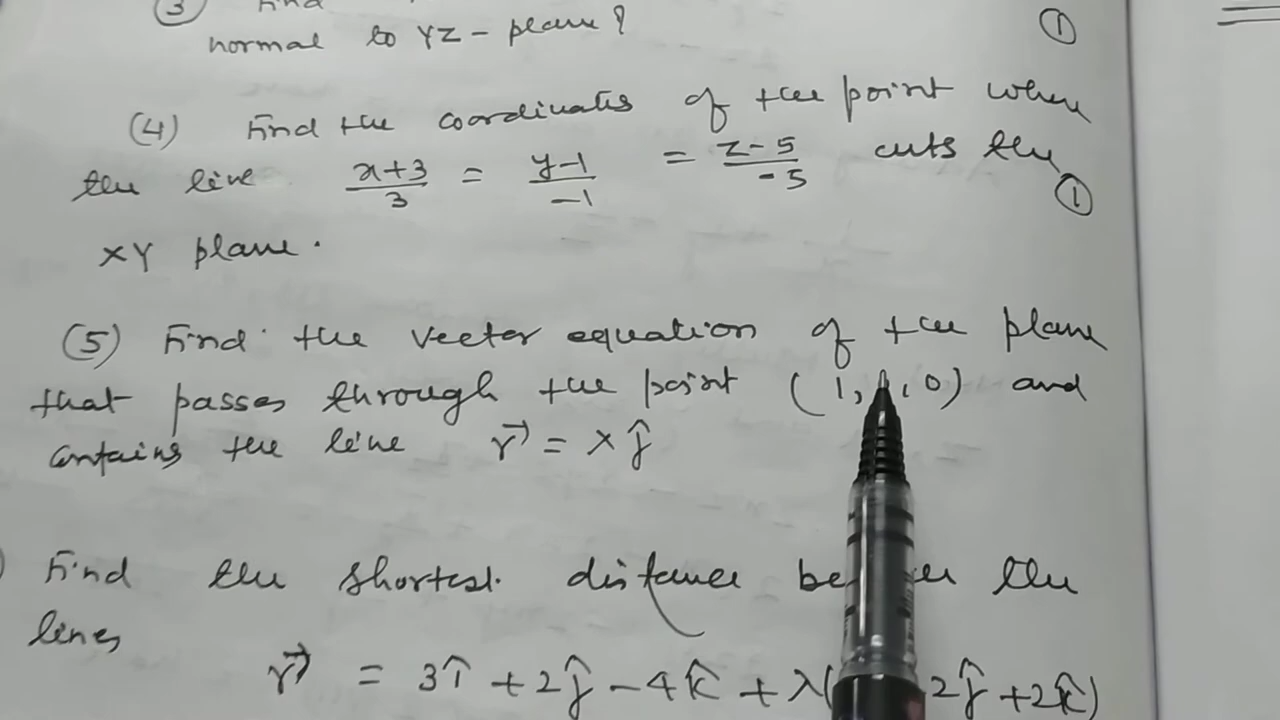 (3) Find
normal to YZ - plane?
(1)
(4) Find the coordinates of the point where
the line x+3/3 = y-1/-1 = z-5/-5 cuts the
(1)
XY plane.
(5) Find the vector equation of the plane
that passes through the point (1, ,0) and
contains the line r⃗ = λ ĵ
Find the shortest distance the
lines
r⃗ = 3î + 2ĵ - 4k̂ + λ( 2ĵ + 2k̂)